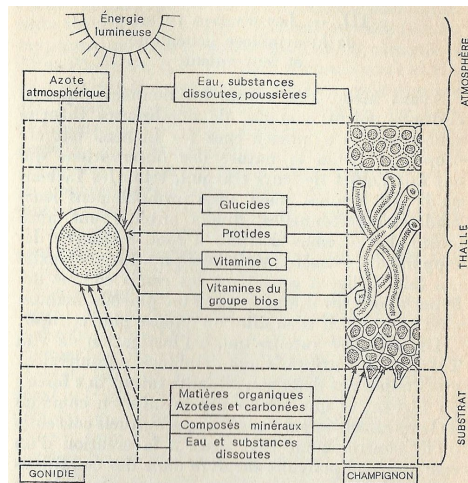 Énergie
lumineuse
Azote
atmosphérique
Eau, substances
dissoutes, poussières
ATMOSPHÈRE
Glucides
Protides
Vitamine C
Vitamines du
groupe bios
THALLE
Matières organiques
Azotées et carbonées
Composés minéraux
Eau et substances
dissoutes
SUBSTRAT
GONIDIE
CHAMPIGNON